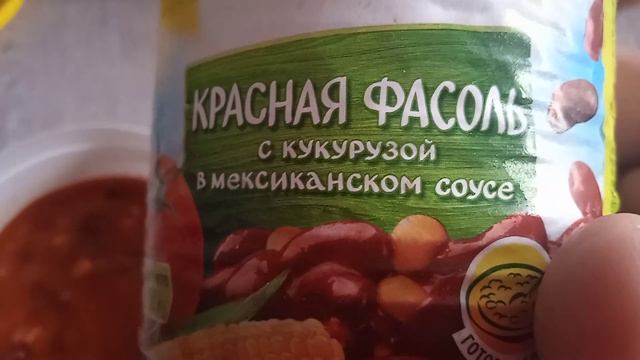 КРАСНАЯ ФАСОЛЬ
С КУКУРУЗОЙ
В МЕКСИКАНСКОМ СОУСЕ